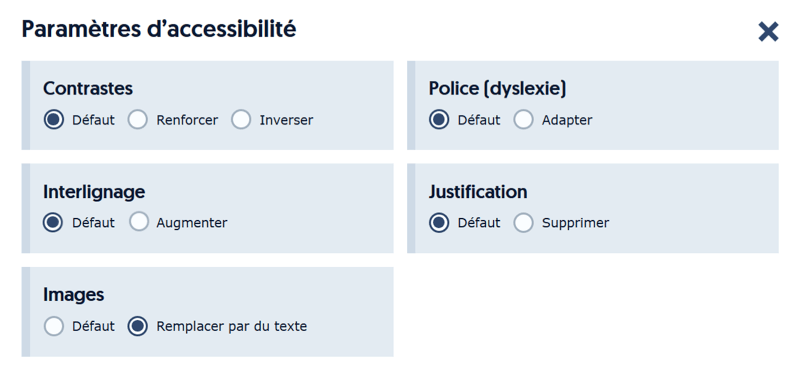 Paramètres d’accessibilité
Contrastes
Défaut Renforcer Inverser
Police (dyslexie)
Défaut Adapter
Interlignage
Défaut Augmenter
Justification
Défaut Supprimer
Images
Défaut Remplacer par du texte